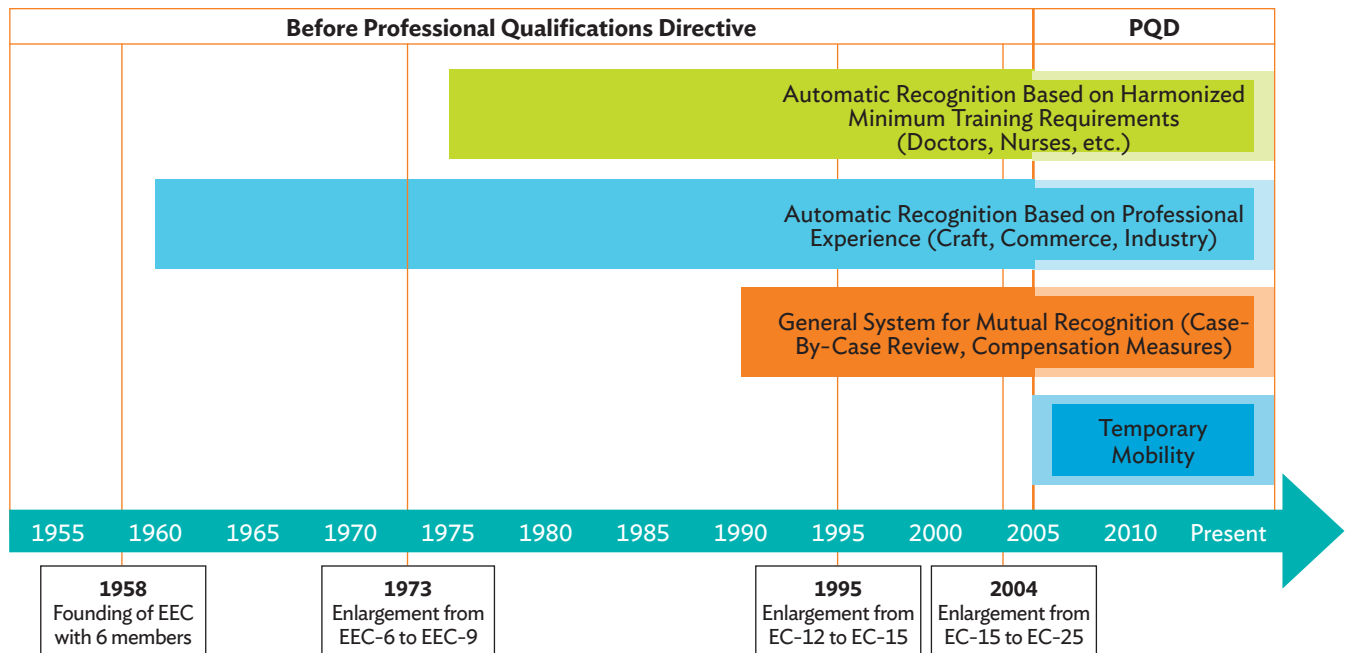 Before Professional Qualifications Directive
PQD
Automatic Recognition Based on Harmonized
Minimum Training Requirements
(Doctors, Nurses, etc.)
Automatic Recognition Based on Professional
Experience (Craft, Commerce, Industry)
General System for Mutual Recognition (Case-
By-Case Review, Compensation Measures)
Temporary
Mobility
1955 1960 1965 1970 1975 1980 1985 1990 1995 2000 2005 2010 Present
1958
Founding of EEC
with 6 members
1973
Enlargement from
EEC-6 to EEC-9
1995
Enlargement from
EC-12 to EC-15
2004
Enlargement from
EC-15 to EC-25